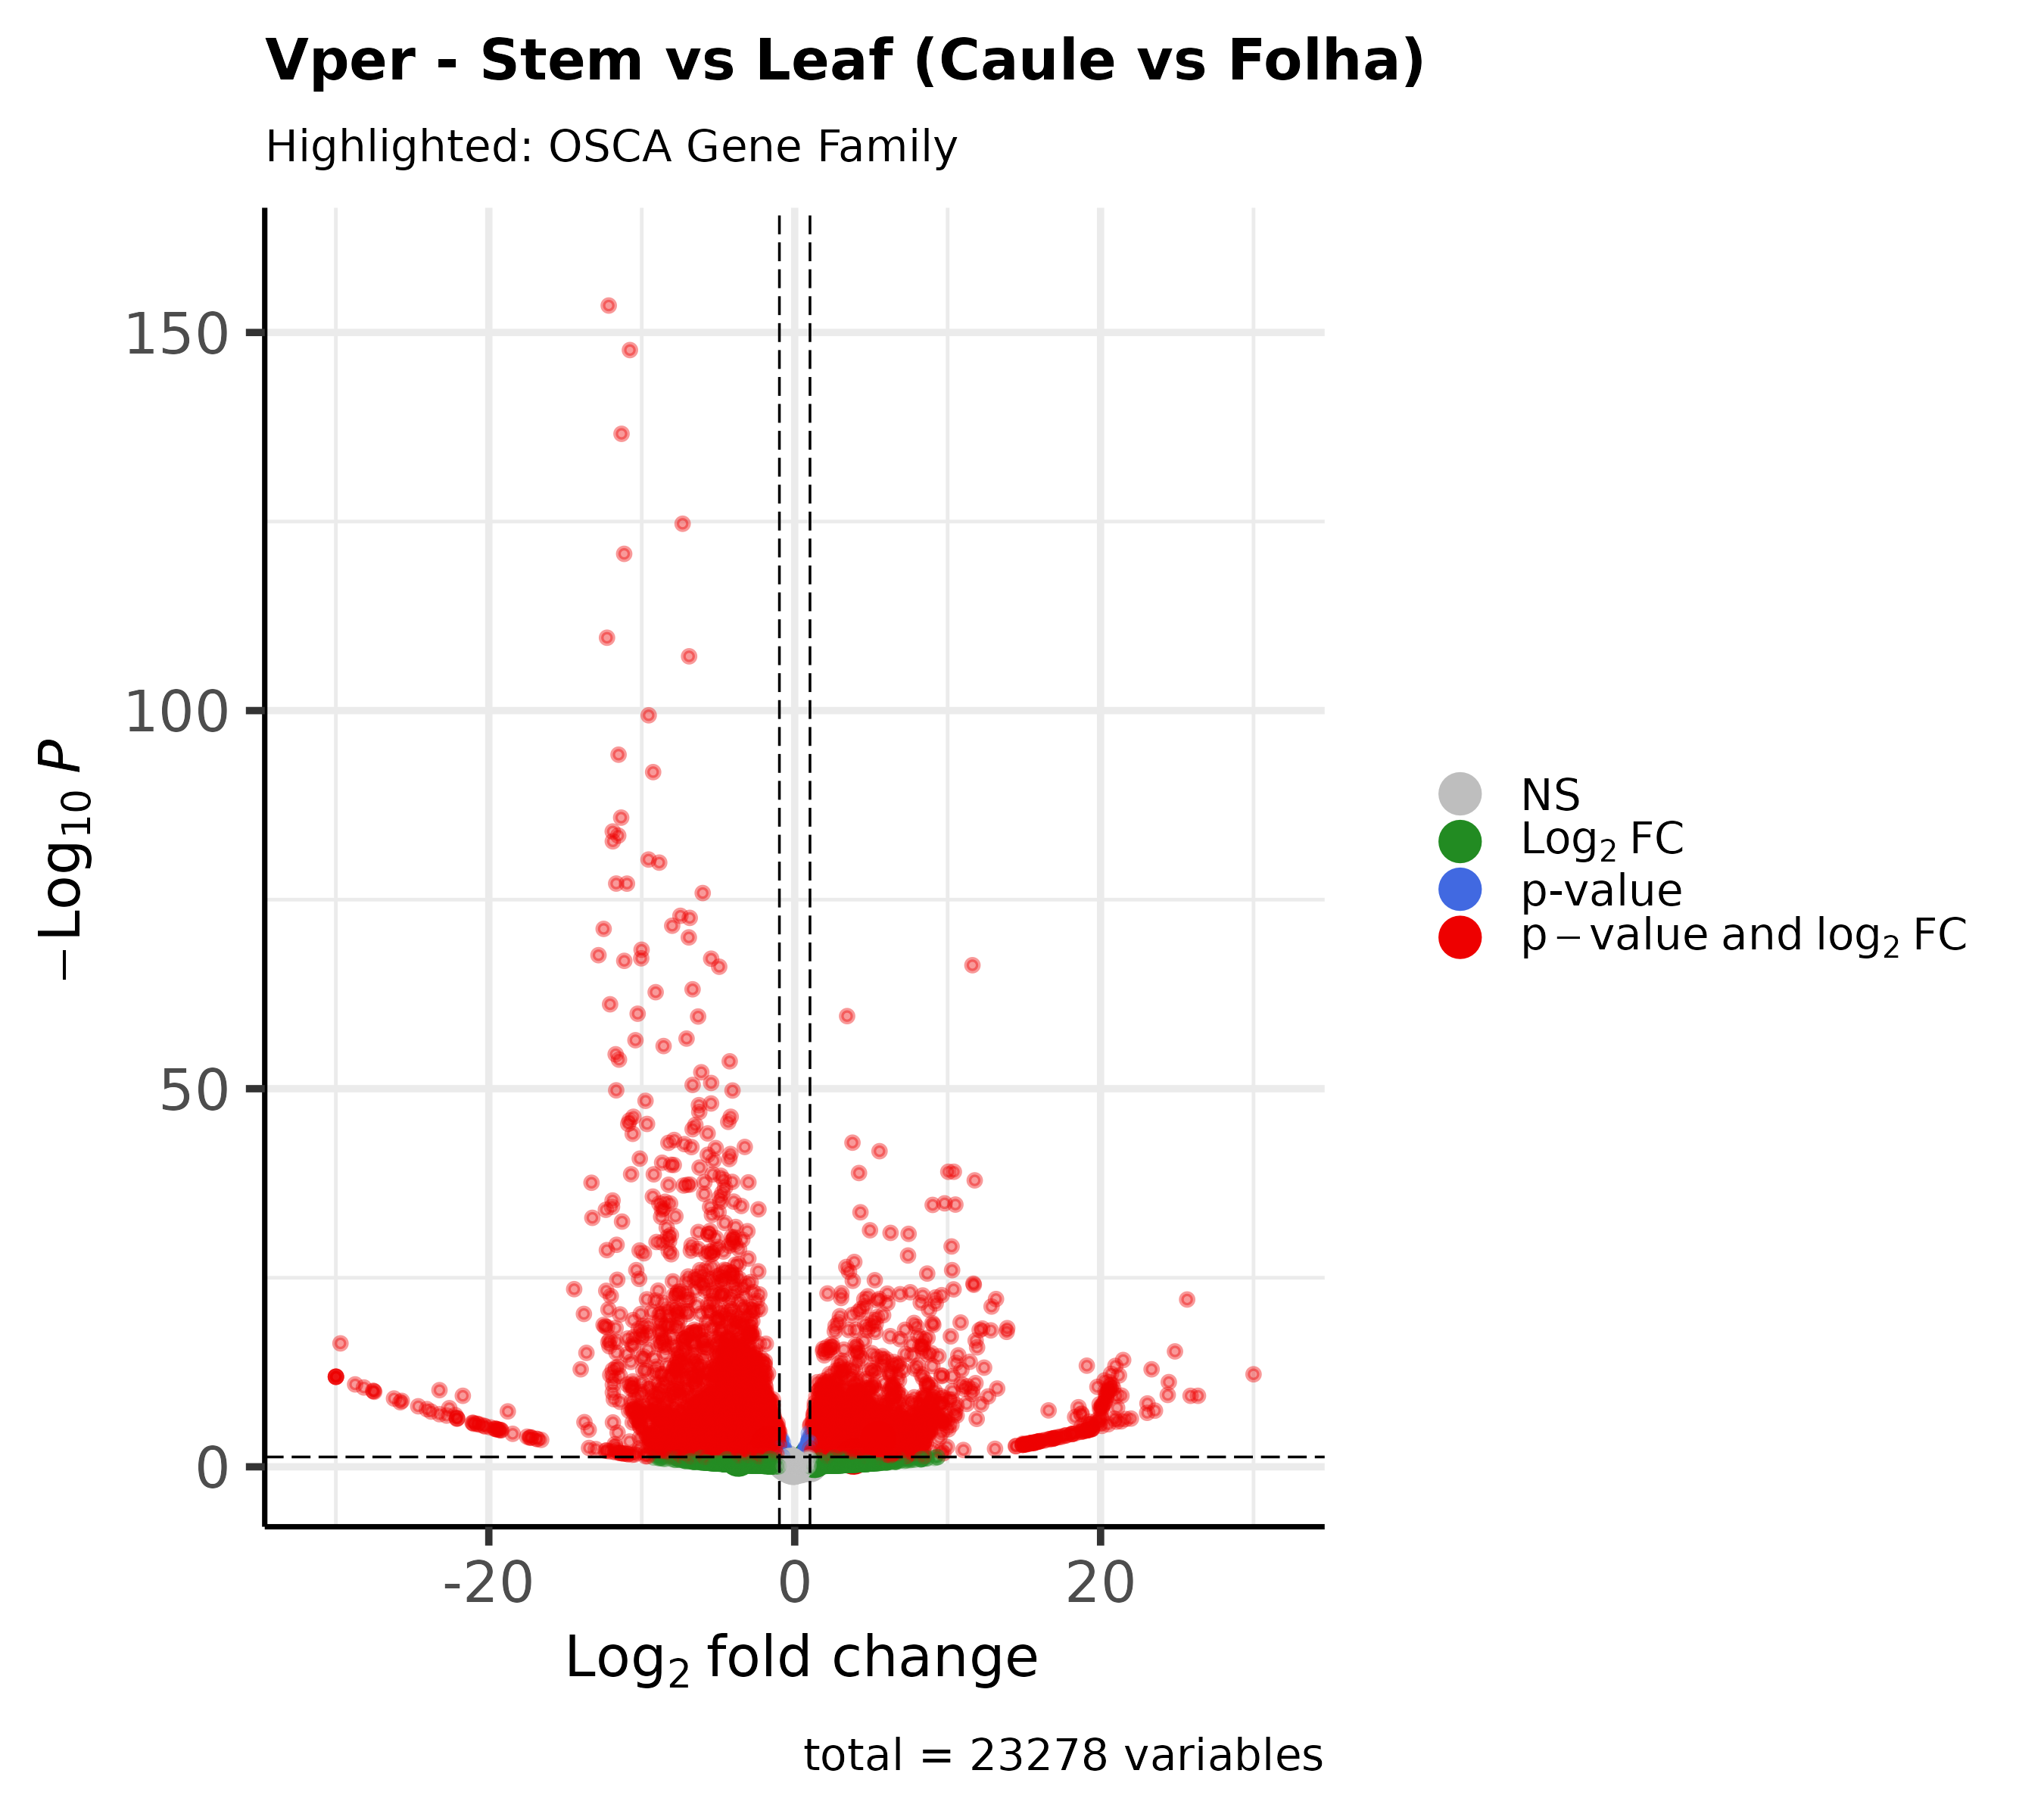 Vper - Stem vs Leaf (Caule vs Folha)
Highlighted: OSCA Gene Family
−Log₁₀ P
150
100
50
0
-20
0
20
Log₂ fold change
NS
Log₂ FC
p-value
p − value and log₂ FC
total = 23278 variables